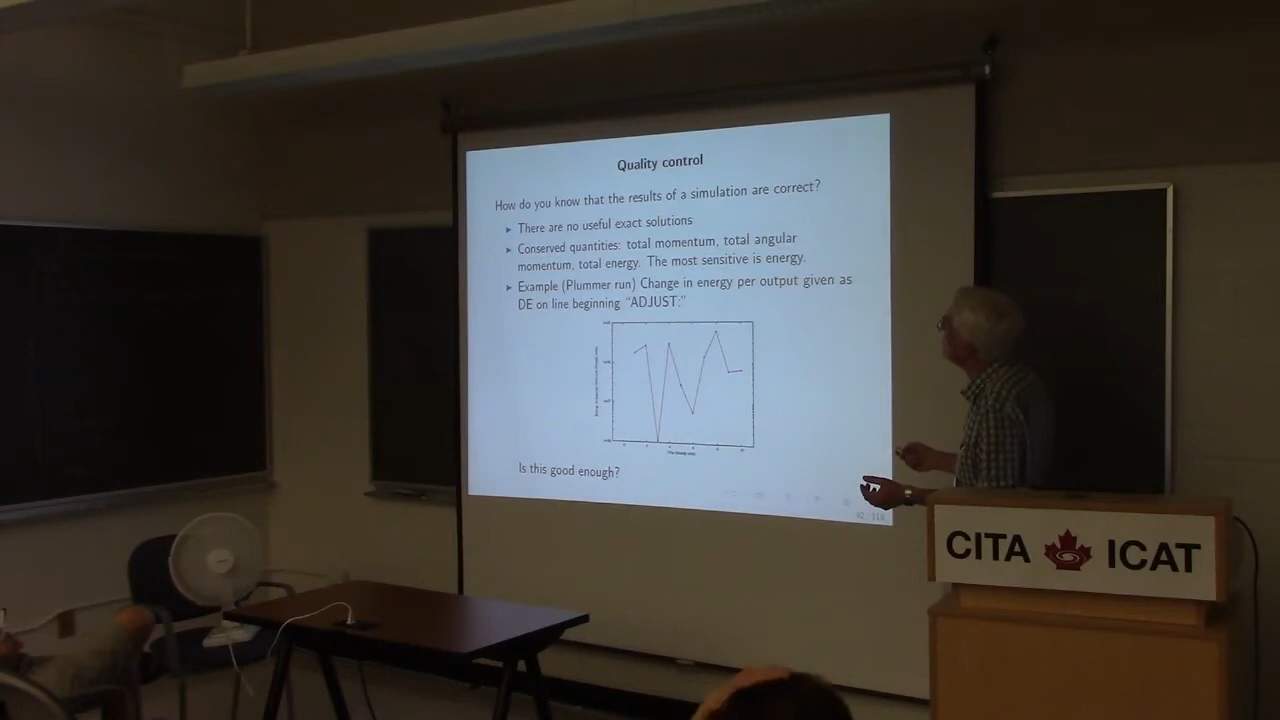 Quality control
How do you know that the results of a simulation are correct?
There are no useful exact solutions
Conserved quantities: total momentum, total angular
momentum, total energy. The most sensitive is energy.
Example (Plummer run) Change in energy per output given as
DE on line beginning "ADJUST:"
Is this good enough?
CITA ICAT